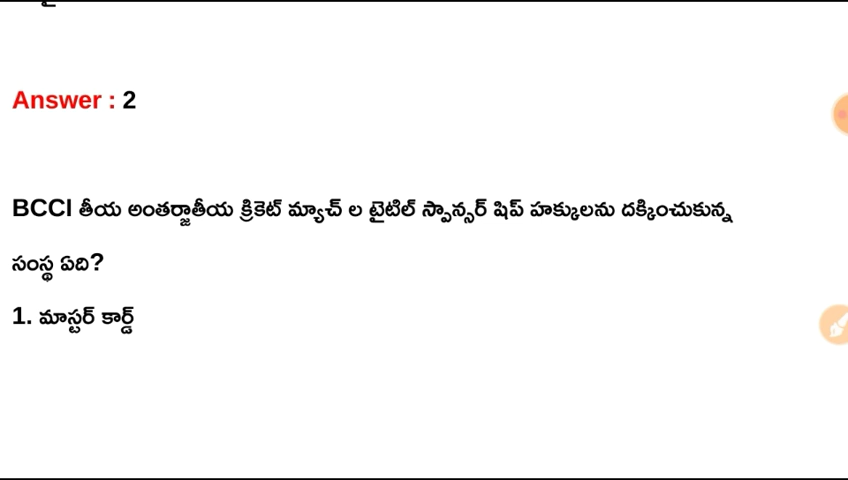 Answer : 2
BCCI తీయ అంతర్జాతీయ క్రికెట్ మ్యాచ్ ల టైటిల్ స్పాన్సర్ షిప్ హక్కులను దక్కించుకున్న
సంస్థ ఏది?
1. మాస్టర్ కార్డ్